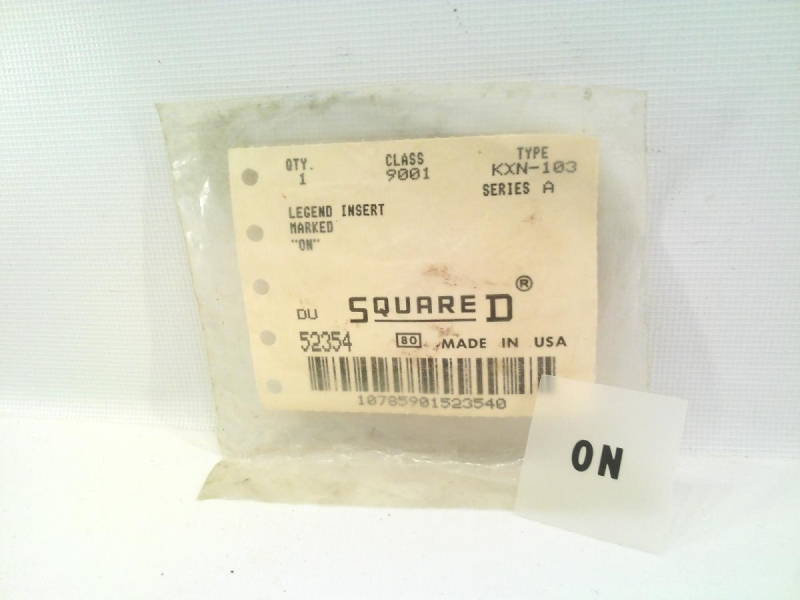 QTY. CLASS TYPE
1 9001 KXN-103
SERIES A
LEGEND INSERT
MARKED
"ON"
DU SQUARE D®
52354 80 MADE IN USA
10785901523540
ON